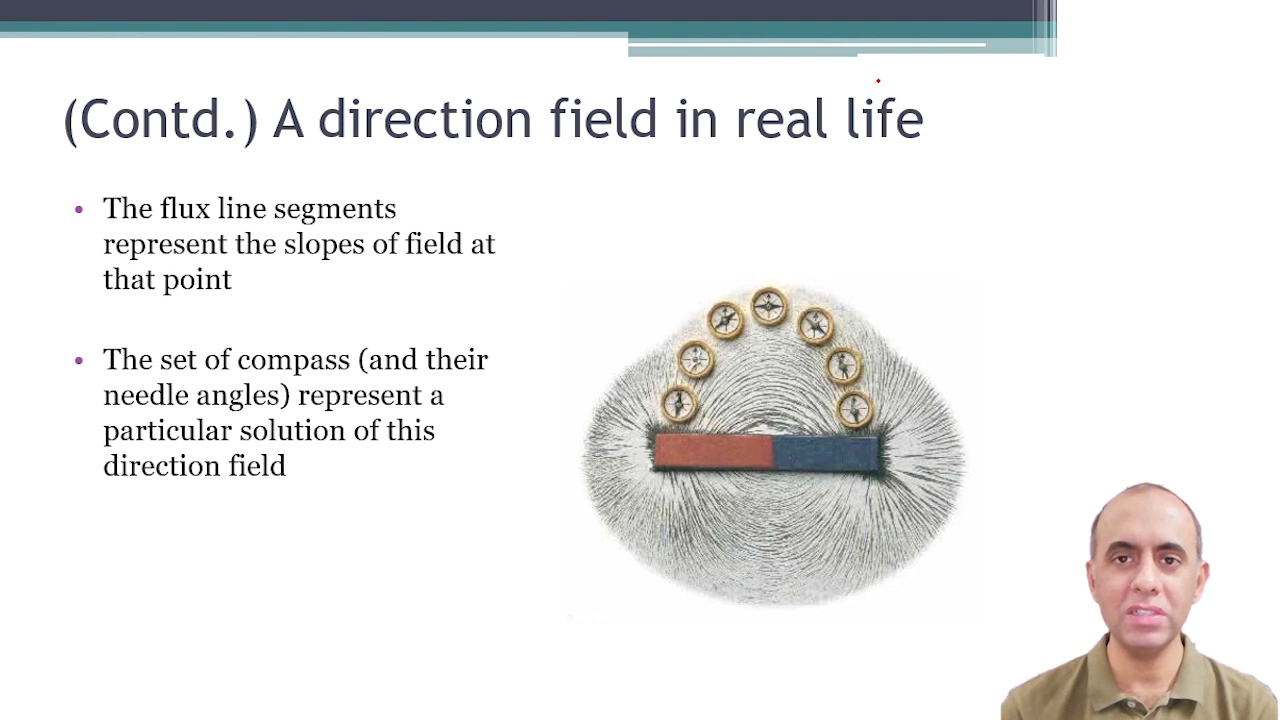 (Contd.) A direction field in real life
• The flux line segments
represent the slopes of field at
that point
• The set of compass (and their
needle angles) represent a
particular solution of this
direction field